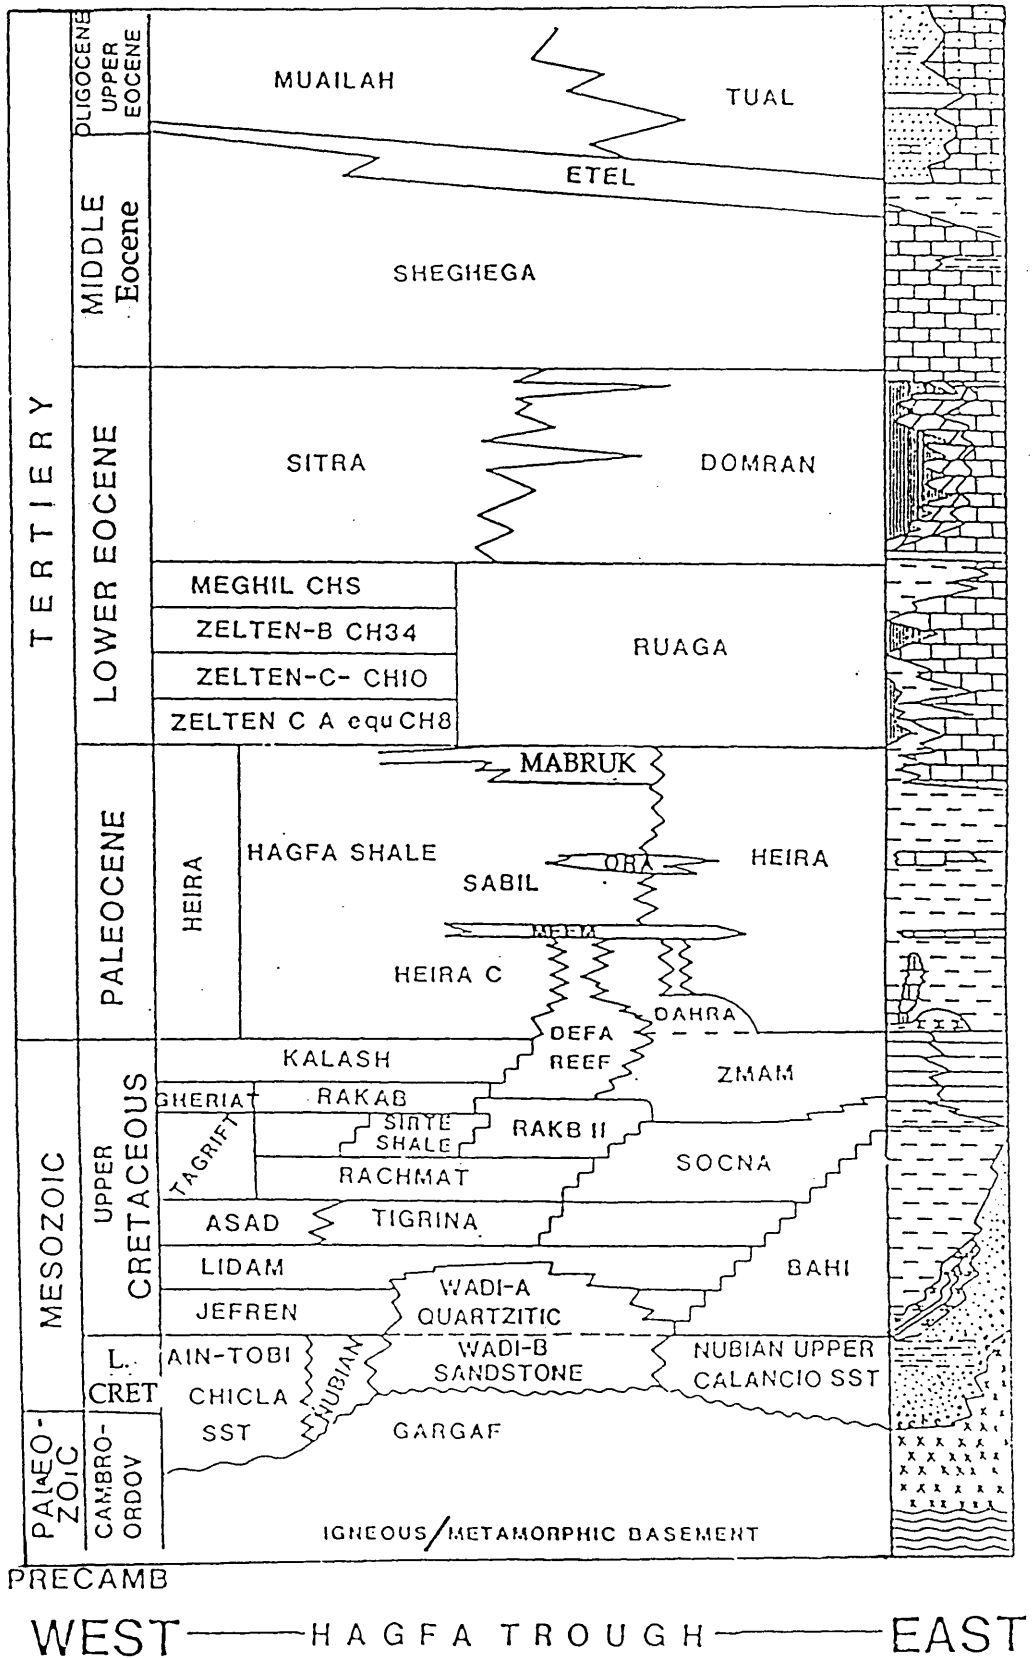 OLIGOCENE
UPPER
EOCENE
MUAILAH
TUAL
ETEL
MIDDLE
Eocene
SHEGHEGA
TERTIERY
LOWER EOCENE
SITRA
DOMRAN
MEGHIL CHS
ZELTEN-B CH34
ZELTEN-C- CH10
ZELTEN C A equ CH8
RUAGA
PALEOCENE
HEIRA
MABRUK
HAGFA SHALE
ORA
HEIRA
SABIL
MEEM
HEIRA C
DAHRA
DEFA
REEF
MESOZOIC
UPPER
CRETACEOUS
KALASH
ZMAM
GHERIAT
RAKAB
TAGRIFT
SIRTE
SHALE
RAKB II
RACHMAT
SOCNA
ASAD
TIGRINA
LIDAM
BAHI
JEFREN
WADI-A
QUARTZITIC
L.
CRET
AIN-TOBI
CHICLA
SST
NUBIAN
WADI-B
SANDSTONE
NUBIAN UPPER
CALANCIO SST
GARGAF
PALEO-
ZOIC
CAMBRO-
ORDOV
IGNEOUS/METAMORPHIC BASEMENT
PRECAMB
WEST HAGFA TROUGH EAST